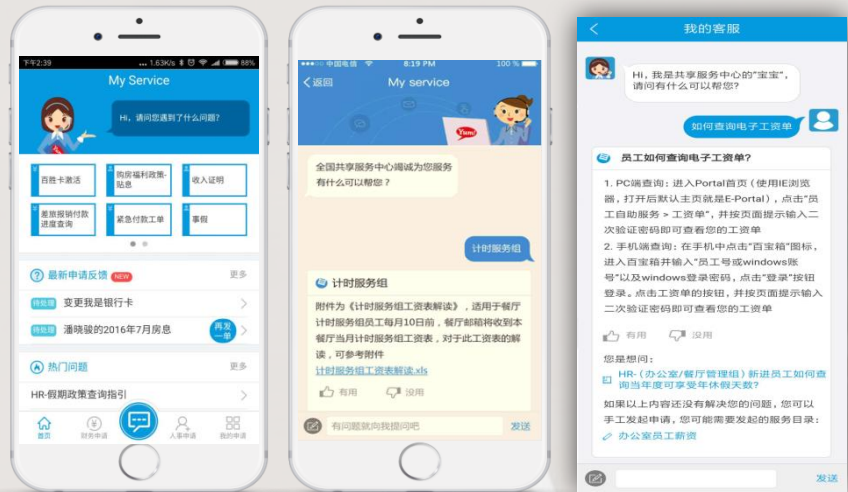 下午2:39
... 1.63K/s 88%
My Service
Hi，请问您遇到了什么问题?
百胜卡激活
购房福利政策-
贴息
收入证明
差旅报销付款
进度查询
紧急付款工单
事假
最新申请反馈 NEW 更多
待处理 变更我是银行卡
待处理 潘晓骏的2016年7月房息
再发
一单
热门问题 更多
HR-假期政策查询指引
首页 财务申请 人事申请 我的申请
中国电信 8:19 PM 100 %
返回 My service
Yum!
全国共享服务中心竭诚为您服务
有什么可以帮您？
计时服务组
计时服务组
附件为《计时服务组工资表解读》，适用于餐厅
计时服务组员工每月10日前，餐厅邮箱将收到本
餐厅当月计时服务组工资表，对于此工资表的解
读，可参考附件
计时服务组工资表解读.xls
有用 没用
有问题就向我提问吧 发送
我的客服
Hi，我是共享服务中心的“宝宝”，
请问有什么可以帮您?
如何查询电子工资单
员工如何查询电子工资单?
1. PC端查询：进入Portal首页（使用IE浏览
器，打开后默认主页就是E-Portal），点击“员
工自助服务 > 工资单”，并按页面提示输入二
次验证密码即可查看您的工资单
2. 手机端查询：在手机中点击“百宝箱”图标，
进入百宝箱并输入“员工号或windows账
号”以及windows登录密码，点击“登录”按钮
登录。点击工资单的按钮，并按页面提示输入
二次验证密码即可查看您的工资单
有用 没用
您是想问：
HR-（办公室/餐厅管理组）新进员工如何查
询当年度可享受年休假天数?
如果以上内容还没有解决您的问题，您可以
手工发起申请，您可能需要发起的服务目录：
办公室员工薪资
发送